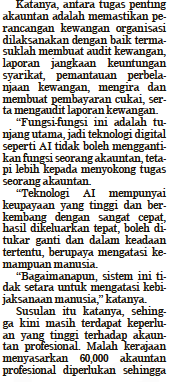 Katanya, antara tugas penting
akauntan adalah memastikan pe-
rancangan kewangan organisasi
dilaksanakan dengan baik terma-
suklah membuat audit kewangan,
laporan jangkaan keuntungan
syarikat, pemantauan perbela-
njaan kewangan, mengira dan
membuat pembayaran cukai, ser-
ta mengaudit laporan kewangan.
“Fungsi-fungsi ini adalah tu-
njang utama, jadi teknologi digital
seperti AI tidak boleh mengganti-
kan fungsi seorang akauntan, teta-
pi lebih kepada menyokong tugas
seorang akauntan.
“Teknologi AI mempunyai
keupayaan yang tinggi dan ber-
kembang dengan sangat cepat,
hasil dikeluarkan tepat, boleh di-
tukar ganti dan dalam keadaan
tertentu, berupaya mengatasi ke-
mampuan manusia.
“Bagaimanapun, sistem ini ti-
dak setara untuk mengatasi kebi-
jaksanaan manusia,” katanya.
Susulan itu katanya, sehing-
ga kini masih terdapat keperlu-
an yang tinggi terhadap akaun-
tan profesional. Malah kerajaan
menyasarkan 60,000 akauntan
profesional diperlukan sehingga